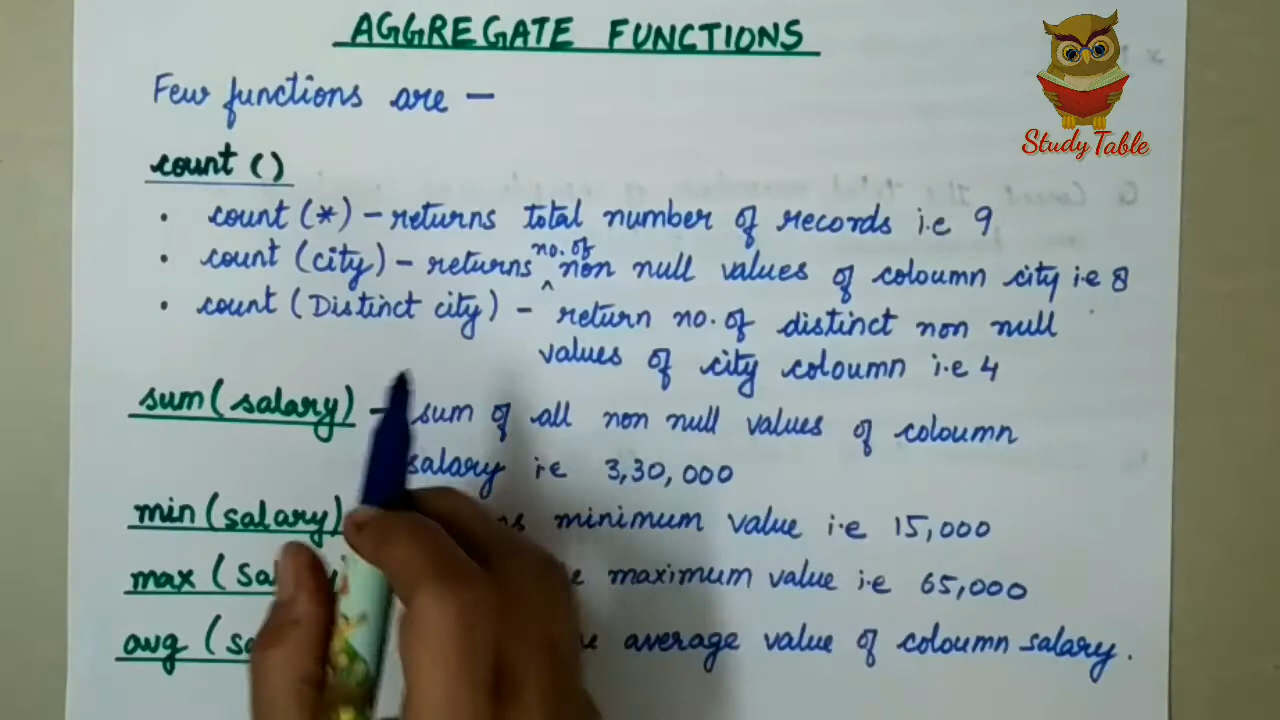 AGGREGATE FUNCTIONS
Study Table
Few functions are —
count ()
• count (*) – returns total number of records i.e 9
no. of
• count (city) – returns ^ non null values of coloumn city i.e 8
• count (Distinct city) – return no. of distinct non null
values of city coloumn i.e 4
sum (salary) – sum of all non null values of coloumn
salary i.e 3,30,000
min (salary) minimum value i.e 15,000
max ( maximum value i.e 65,000
avg ( average value of coloumn salary.